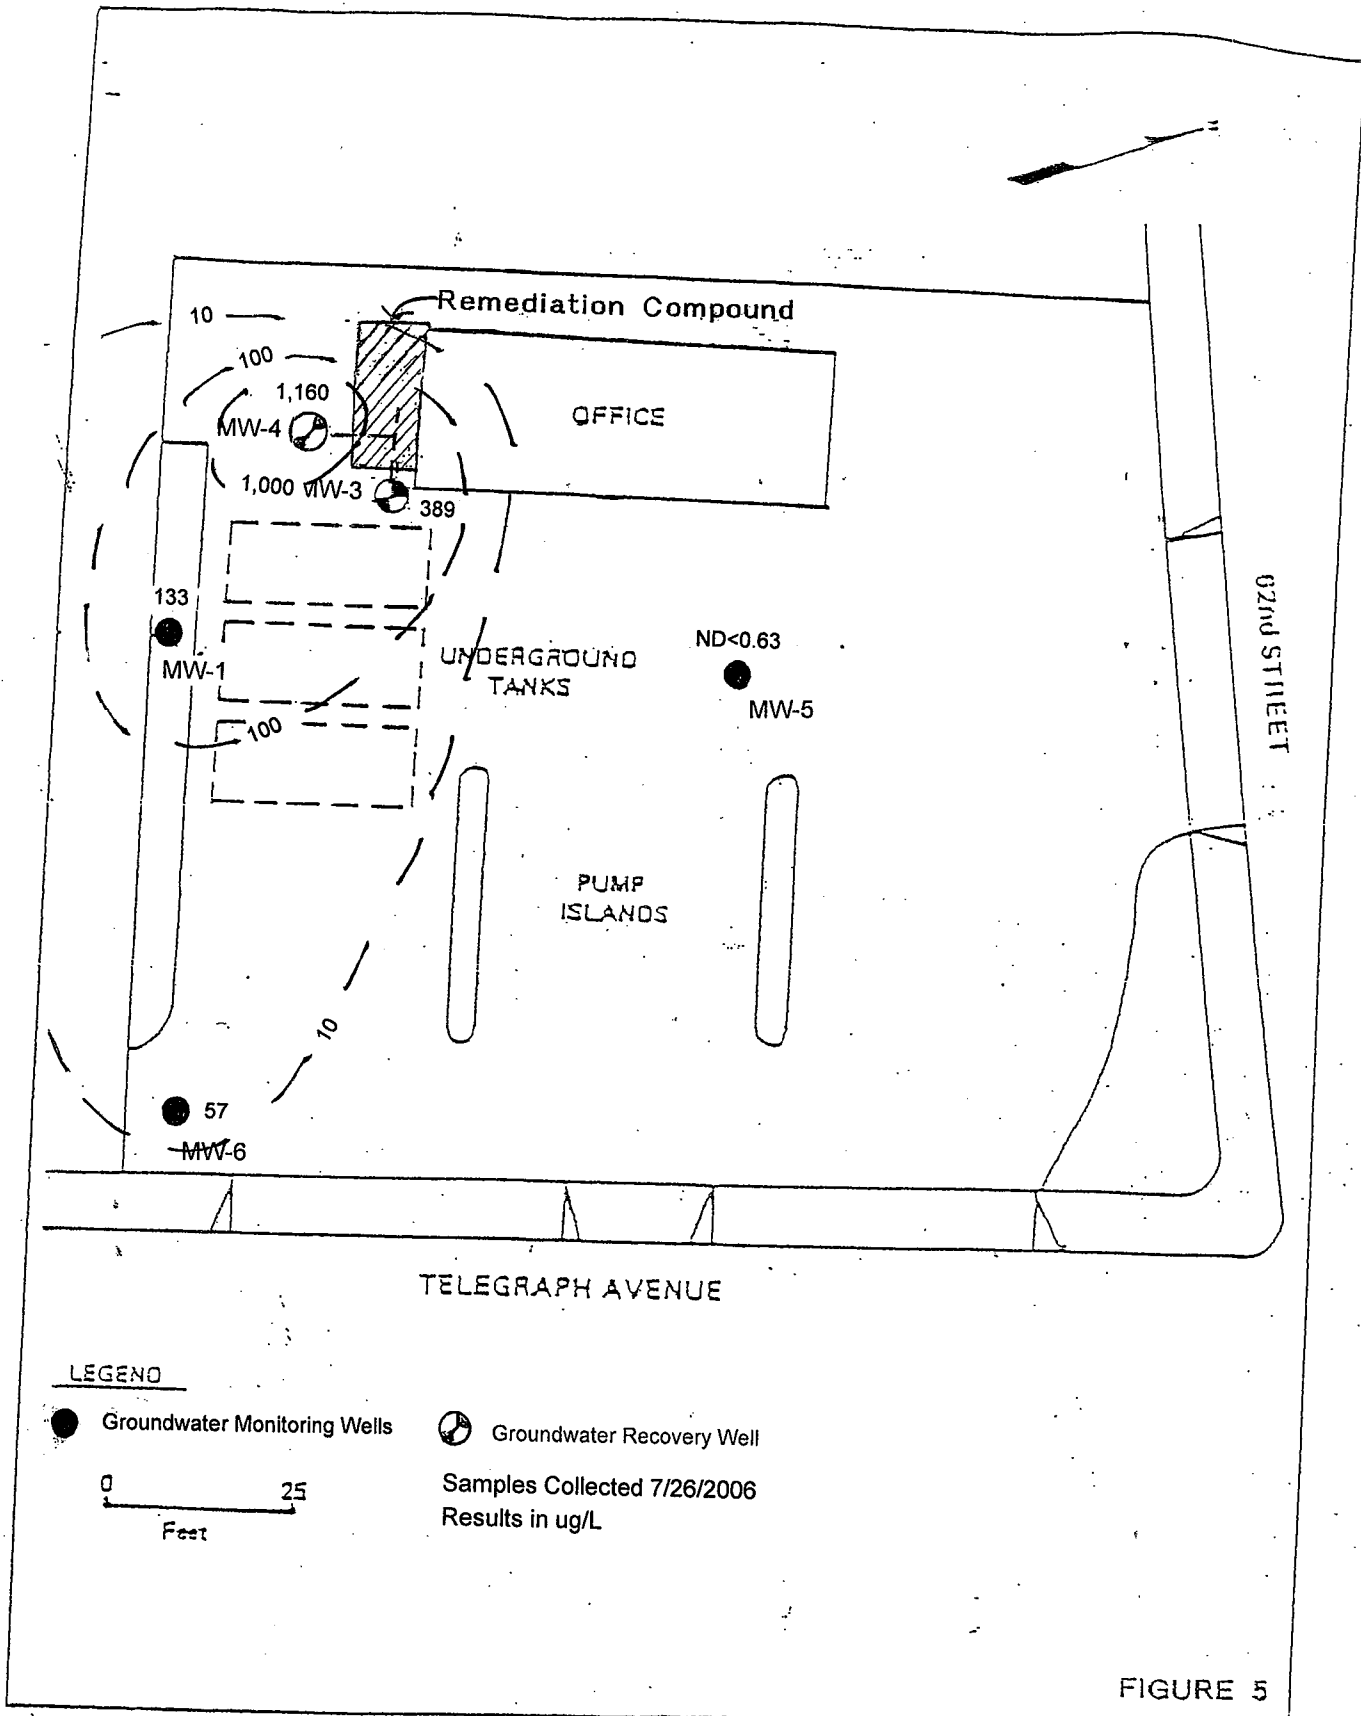 Remediation Compound
10
100
1,160
OFFICE
MW-4
1,000 MW-3
389
133
MW-1
UNDERGROUND
TANKS
ND<0.63
MW-5
62nd STREET
100
PUMP
ISLANDS
10
57
MW-6
TELEGRAPH AVENUE
LEGEND
Groundwater Monitoring Wells
Groundwater Recovery Well
0 25
Feet
Samples Collected 7/26/2006
Results in ug/L
FIGURE 5